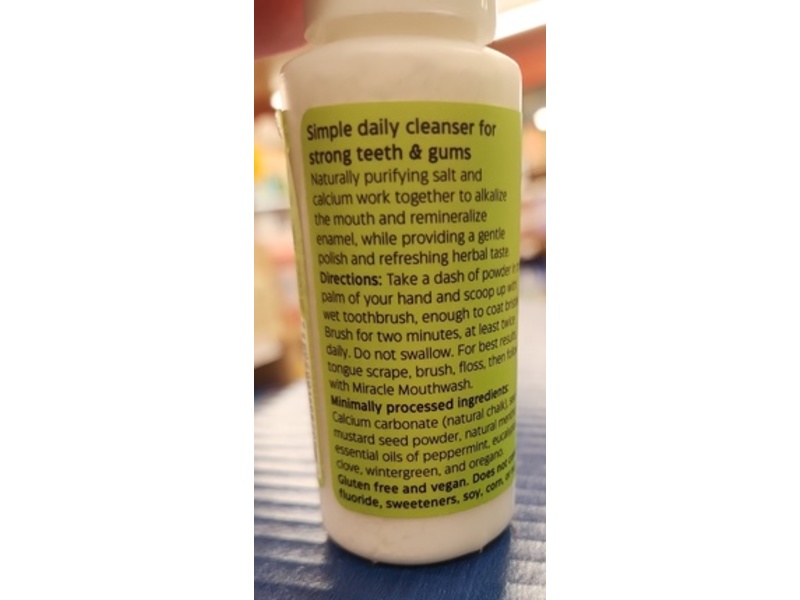 Simple daily cleanser for
strong teeth & gums
Naturally purifying salt and
calcium work together to alkalize
the mouth and remineralize
enamel, while providing a gentle
polish and refreshing herbal taste.
Directions: Take a dash of powder in
palm of your hand and scoop up with
wet toothbrush, enough to coat
Brush for two minutes, at least twice
daily. Do not swallow. For best results
tongue scrape, brush, floss, then
with Miracle Mouthwash.
Minimally processed ingredients:
Calcium carbonate (natural chalk),
mustard seed powder, natural
essential oils of peppermint,
clove, wintergreen, and oregano.
Gluten free and vegan. Does not
fluoride, sweeteners, soy, corn,